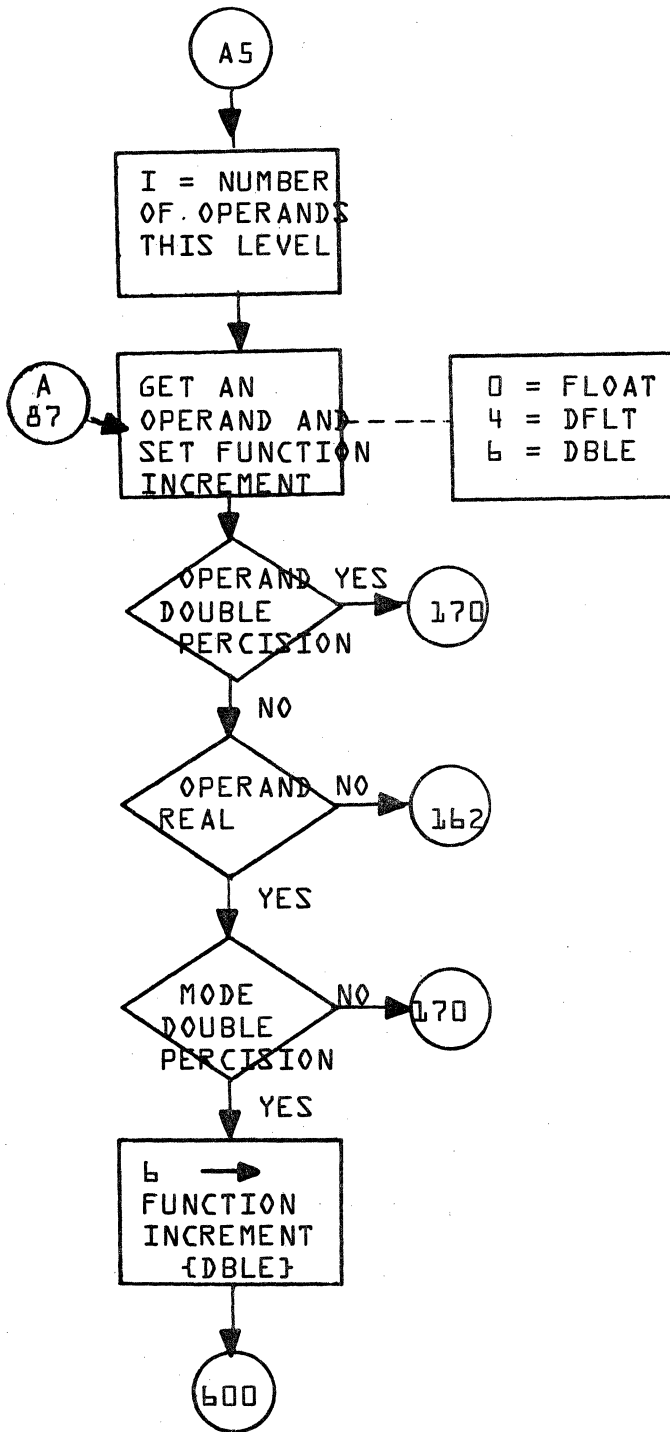 A5
I = NUMBER
OF OPERANDS
THIS LEVEL
A
87
GET AN
OPERAND AND
SET FUNCTION
INCREMENT
0 = FLOAT
4 = DFLT
6 = DBLE
OPERAND YES
DOUBLE
PERCISION
170
NO
OPERAND NO
REAL
162
YES
MODE NO
DOUBLE
PERCISION
170
YES
6 →
FUNCTION
INCREMENT
{DBLE}
600